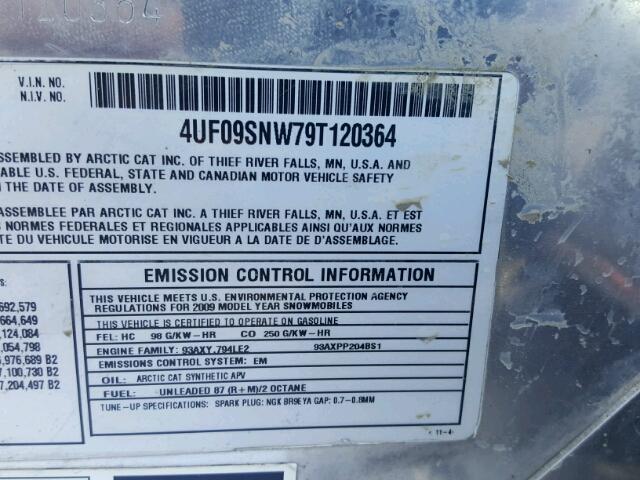 120364
V.I.N. NO.
N.I.V. NO.
4UF09SNW79T120364
ASSEMBLED BY ARCTIC CAT INC. OF THIEF RIVER FALLS, MN, U.S.A. AND
ABLE U.S. FEDERAL, STATE AND CANADIAN MOTOR VEHICLE SAFETY
THE DATE OF ASSEMBLY.
ASSEMBLEE PAR ARCTIC CAT INC. A THIEF RIVER FALLS, MN, U.S.A. ET EST
NORMES FEDERALES ET REGIONALES APPLICABLES AINSI QU'AUX NORMES
TE DU VEHICULE MOTORISE EN VIGUEUR A LA DATE D'ASSEMBLAGE.
EMISSION CONTROL INFORMATION
THIS VEHICLE MEETS U.S. ENVIRONMENTAL PROTECTION AGENCY
REGULATIONS FOR 2009 MODEL YEAR SNOWMOBILES
THIS VEHICLE IS CERTIFIED TO OPERATE ON GASOLINE
FEL: HC 98 G/KW-HR CO 250 G/KW-HR
ENGINE FAMILY: 93AXY.794LE2 93AXPP204BS1
EMISSIONS CONTROL SYSTEM: EM
OIL: ARCTIC CAT SYNTHETIC APV
FUEL: UNLEADED 87 (R+M)/2 OCTANE
TUNE-UP SPECIFICATIONS: SPARK PLUG: NGK BR9EYA GAP: 0.7-0.8MM
11-4
692,579
664,649
124,084
054,798
976,689 B2
7,100,730 B2
7,204,497 B2